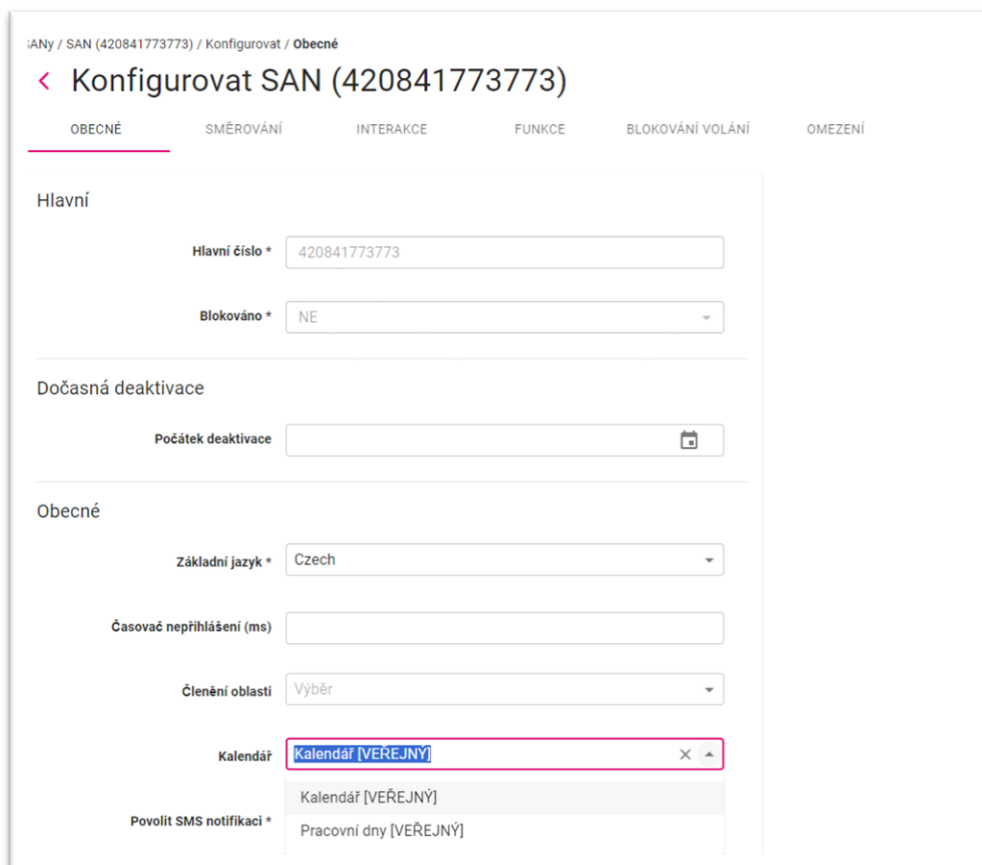 SANy / SAN (420841773773) / Konfigurovat / Obecné
Konfigurovat SAN (420841773773)
OBECNÉ SMĚROVÁNÍ INTERAKCE FUNKCE BLOKOVÁNÍ VOLÁNÍ OMEZENÍ
Hlavní
Hlavní číslo * 420841773773
Blokováno * NE
Dočasná deaktivace
Počátek deaktivace
Obecné
Základní jazyk * Czech
Časovač nepřihlášení (ms)
Členění oblasti Výběr
Kalendář Kalendář [VEŘEJNÝ]
Kalendář [VEŘEJNÝ]
Povolit SMS notifikaci *
Pracovní dny [VEŘEJNÝ]